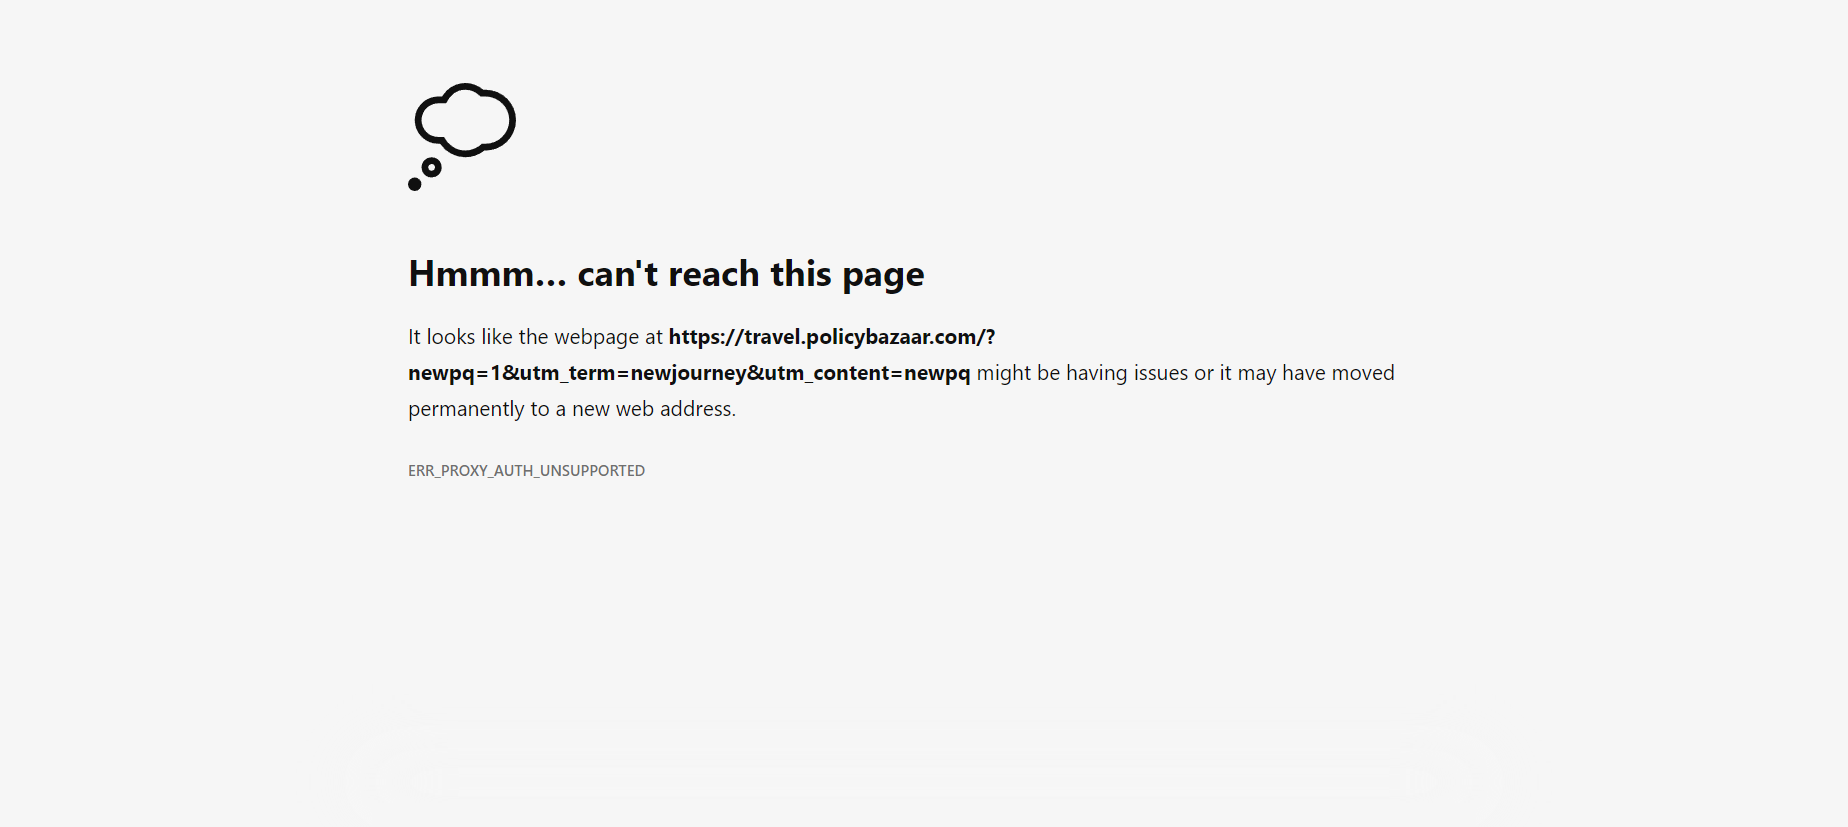 Hmmm... can't reach this page
It looks like the webpage at https://travel.policybazaar.com/?
newpq=1&utm_term=newjourney&utm_content=newpq might be having issues or it may have moved
permanently to a new web address.
ERR_PROXY_AUTH_UNSUPPORTED